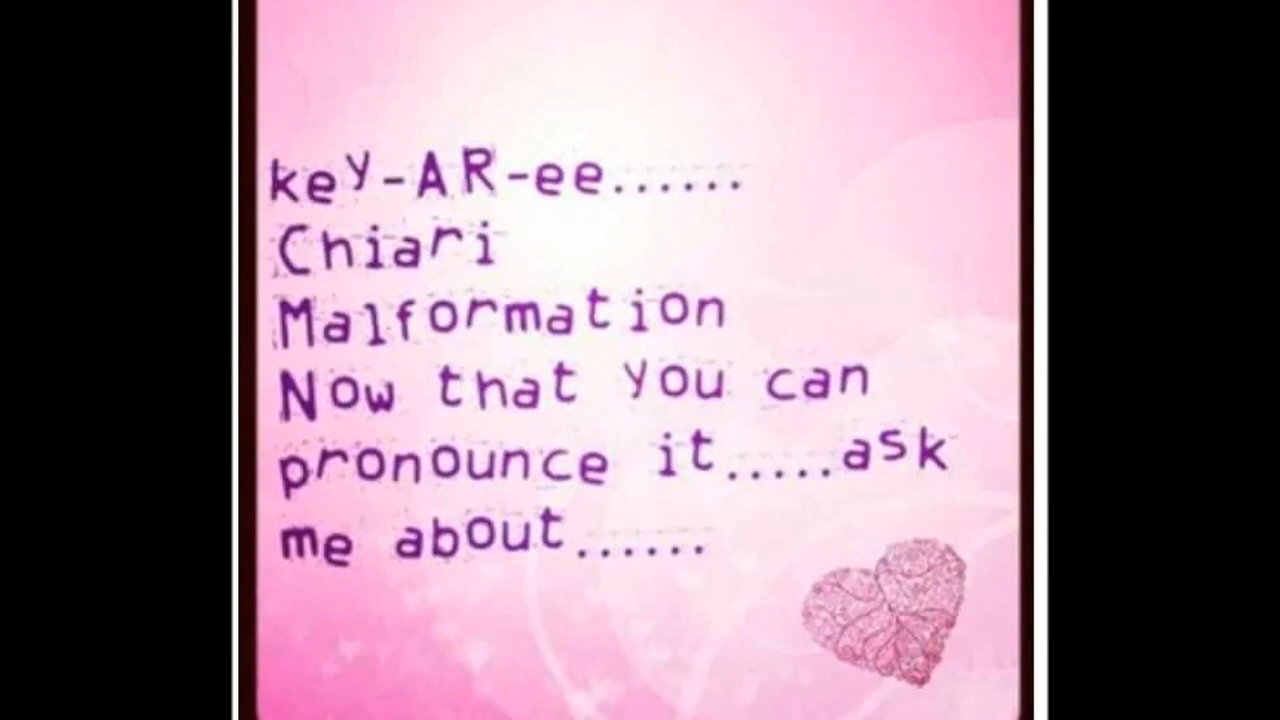 key-AR-ee......
Chiari
Malformation
Now that you can
pronounce it.....ask
me about......